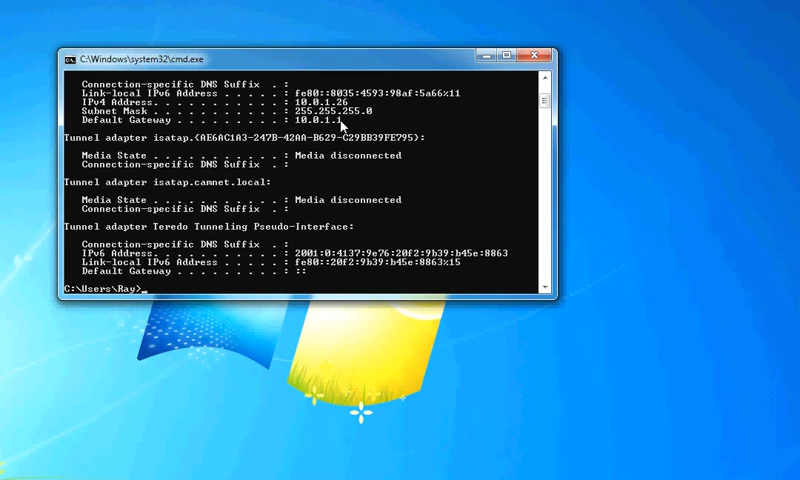 C:\Windows\system32\cmd.exe
Connection-specific DNS Suffix . :
Link-local IPv6 Address . . . . . : fe80::8035:4593:98af:5a66%11
IPv4 Address. . . . . . . . . . . : 10.0.1.26
Subnet Mask . . . . . . . . . . . : 255.255.255.0
Default Gateway . . . . . . . . . : 10.0.1.1
Tunnel adapter isatap.{AE6AC1A3-247B-42AA-B629-C29BB39FE795}:
Media State . . . . . . . . . . . : Media disconnected
Connection-specific DNS Suffix . :
Tunnel adapter isatap.camnet.local:
Media State . . . . . . . . . . . : Media disconnected
Connection-specific DNS Suffix . :
Tunnel adapter Teredo Tunneling Pseudo-Interface:
Connection-specific DNS Suffix . :
IPv6 Address. . . . . . . . . . . : 2001:0:4137:9e76:20f2:9b39:b45e:8863
Link-local IPv6 Address . . . . . : fe80::20f2:9b39:b45e:8863%15
Default Gateway . . . . . . . . . : ::
C:\Users\Ray>_